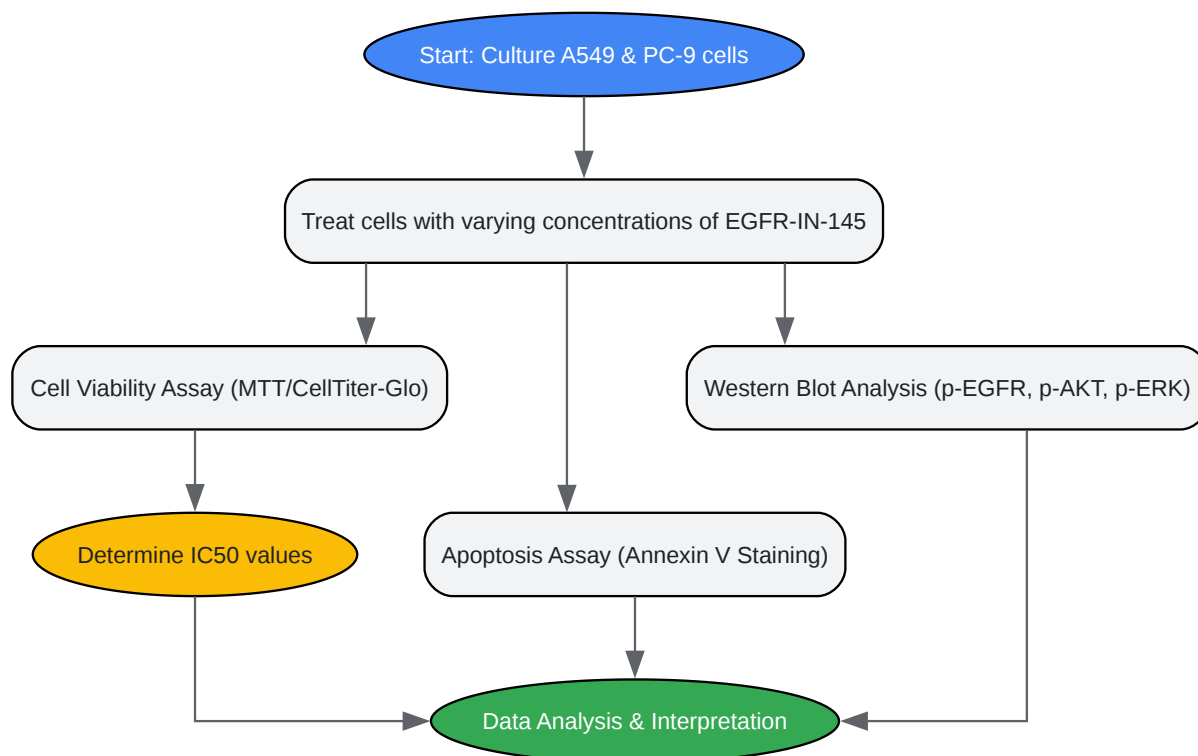 Start: Culture A549 & PC-9 cells
Treat cells with varying concentrations of EGFR-IN-145
Cell Viability Assay (MTT/CellTiter-Glo)
Western Blot Analysis (p-EGFR, p-AKT, p-ERK)
Determine IC50 values
Apoptosis Assay (Annexin V Staining)
Data Analysis & Interpretation